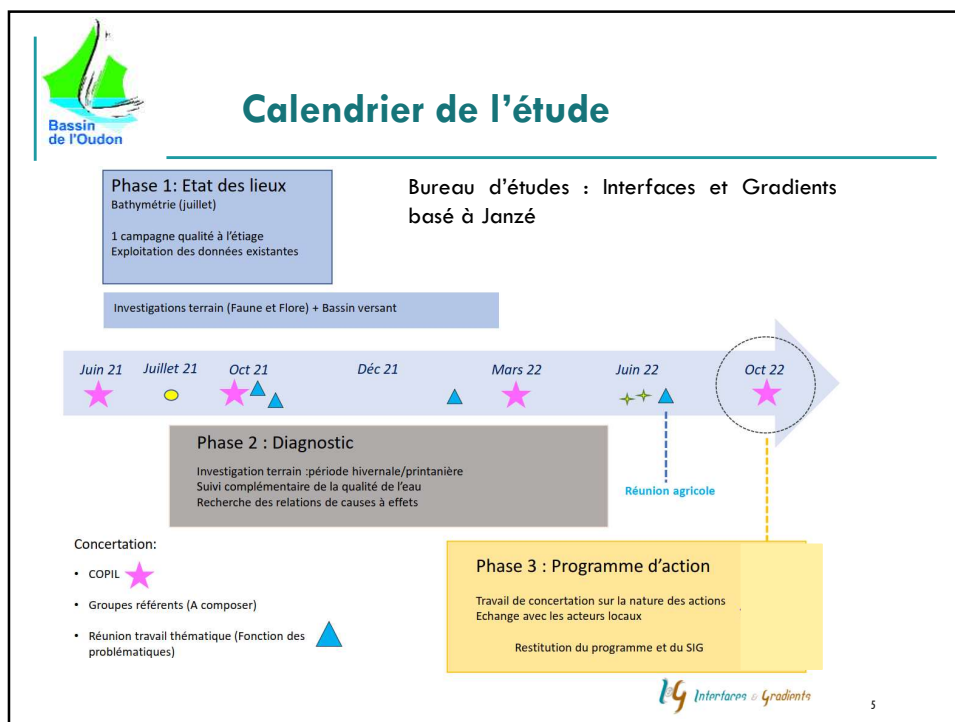 Bassin
de l'Oudon
Calendrier de l'étude
Phase 1: Etat des lieux
Bathymétrie (juillet)
1 campagne qualité à l'étiage
Exploitation des données existantes
Bureau d'études : Interfaces et Gradients
basé à Janzé
Investigations terrain (Faune et Flore) + Bassin versant
Juin 21 Juillet 21 Oct 21 Déc 21 Mars 22 Juin 22 Oct 22
Phase 2 : Diagnostic
Investigation terrain :période hivernale/printanière
Suivi complémentaire de la qualité de l'eau
Recherche des relations de causes à effets
Réunion agricole
Concertation:
• COPIL
• Groupes référents (A composer)
• Réunion travail thématique (Fonction des
problématiques)
Phase 3 : Programme d'action
Travail de concertation sur la nature des actions
Echange avec les acteurs locaux
Restitution du programme et du SIG
I&G Interfaces & Gradients
5